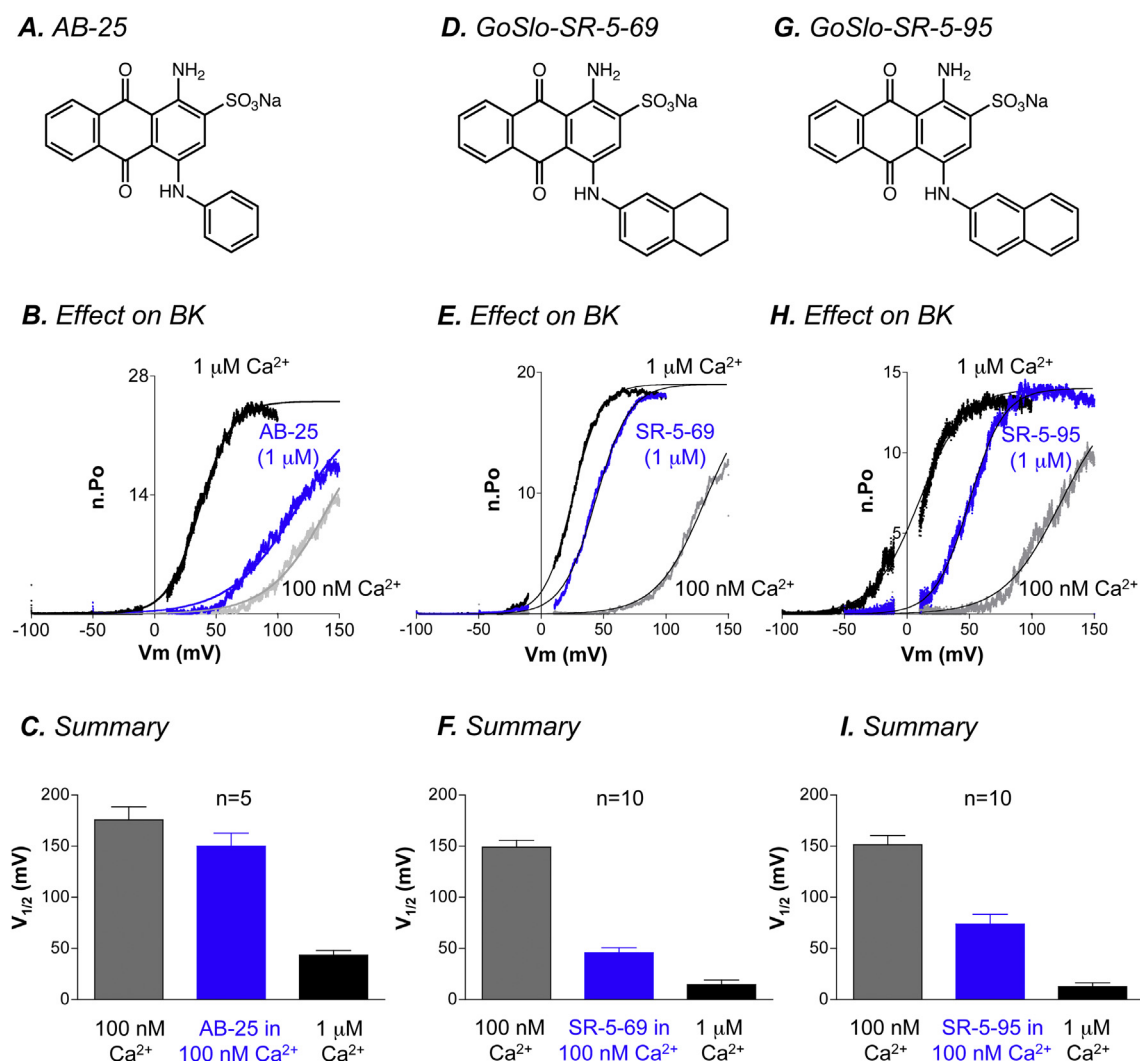 A. AB-25
D. GoSlo-SR-5-69
G. GoSlo-SR-5-95
O
NH₂
SO₃Na
O
HN
O
NH₂
SO₃Na
O
HN
O
NH₂
SO₃Na
O
HN
B. Effect on BK
1 μM Ca²⁺
28
14
n.Po
AB-25
(1 μM)
100 nM Ca²⁺
-100
-50
0
50
100
150
Vm (mV)
E. Effect on BK
1 μM Ca²⁺
20
10
n.Po
SR-5-69
(1 μM)
100 nM Ca²⁺
-100
-50
0
50
100
150
Vm (mV)
H. Effect on BK
1 μM Ca²⁺
15
10
5
n.Po
SR-5-95
(1 μM)
100 nM Ca²⁺
-100
-50
0
50
100
150
Vm (mV)
C. Summary
n=5
200
150
100
50
0
V1/2 (mV)
100 nM
Ca²⁺
AB-25 in
100 nM Ca²⁺
1 μM
Ca²⁺
F. Summary
n=10
200
150
100
50
0
V1/2 (mV)
100 nM
Ca²⁺
SR-5-69 in
100 nM Ca²⁺
1 μM
Ca²⁺
I. Summary
n=10
200
150
100
50
0
V1/2 (mV)
100 nM
Ca²⁺
SR-5-95 in
100 nM Ca²⁺
1 μM
Ca²⁺